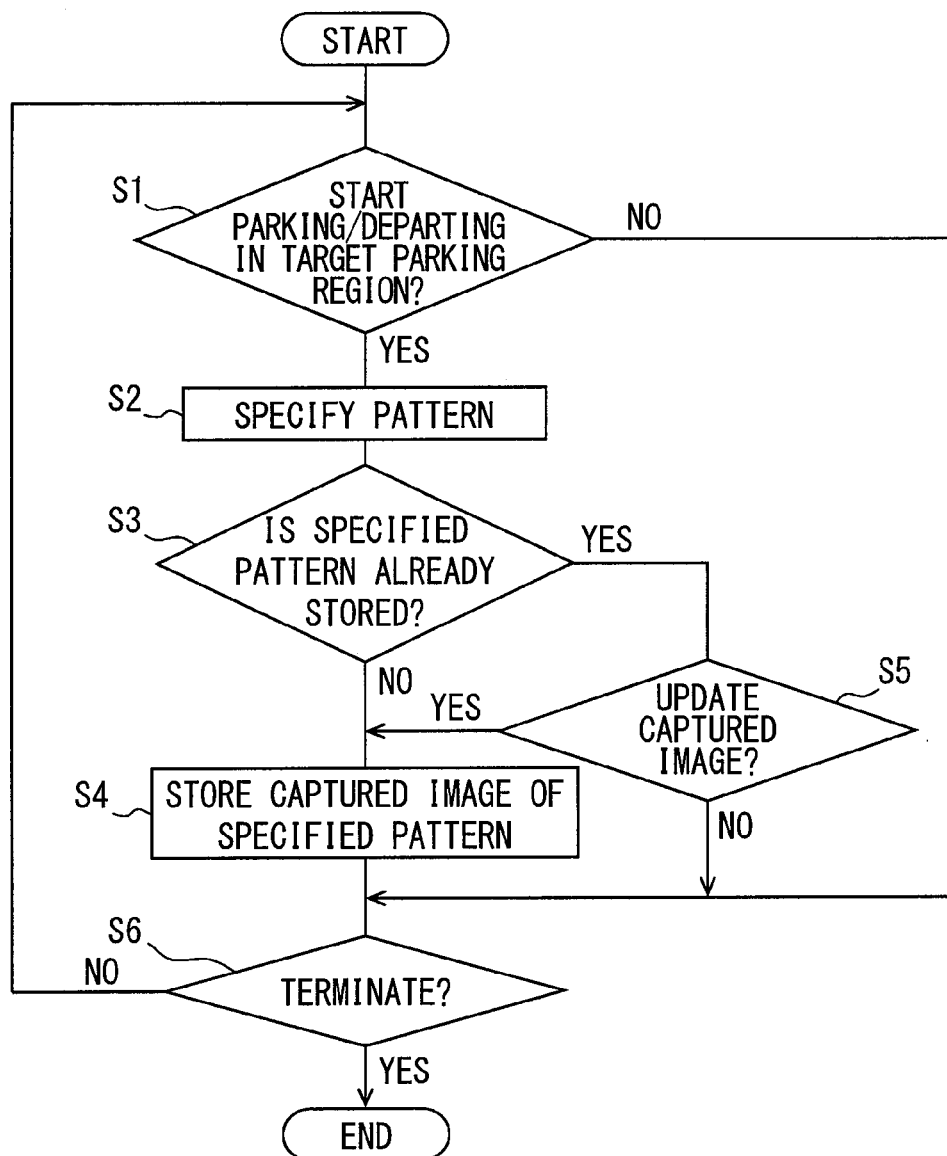 START
S1
START
PARKING/DEPARTING
IN TARGET PARKING
REGION?
NO
YES
S2
SPECIFY PATTERN
S3
IS SPECIFIED
PATTERN ALREADY
STORED?
YES
NO
S5
UPDATE
CAPTURED
IMAGE?
YES
NO
S4
STORE CAPTURED IMAGE OF
SPECIFIED PATTERN
S6
TERMINATE?
NO
YES
END